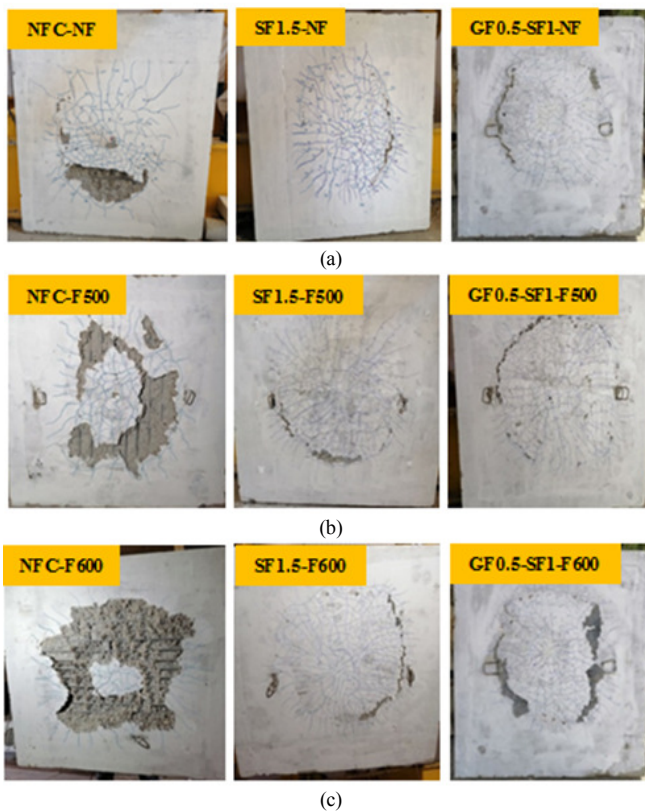 NFC-NF
SF1.5-NF
GF0.5-SF1-NF
(a)
NFC-F500
SF1.5-F500
GF0.5-SF1-F500
(b)
NFC-F600
SF1.5-F600
GF0.5-SF1-F600
(c)